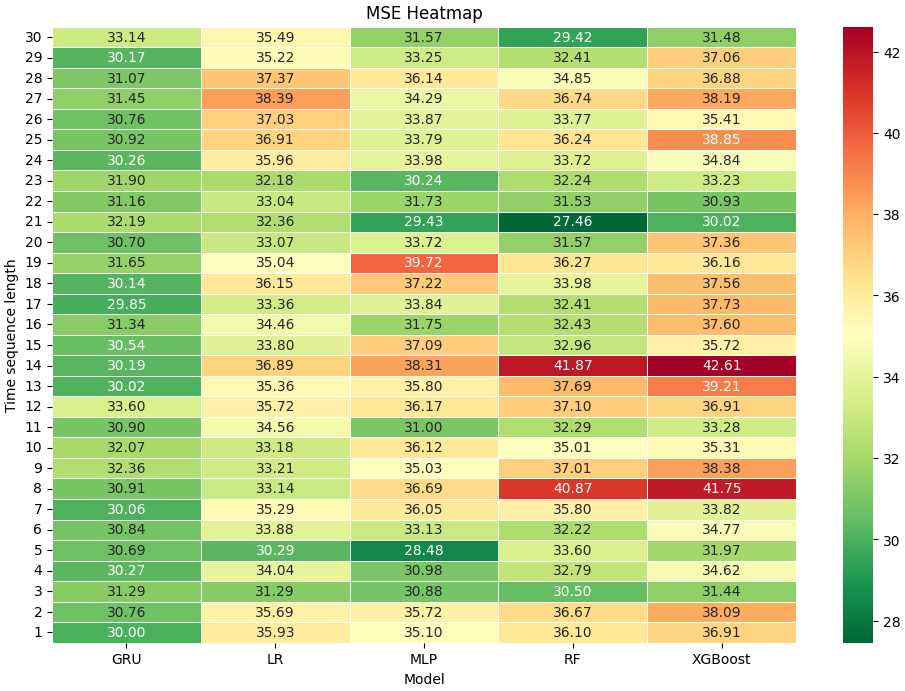 MSE Heatmap
30 33.14 35.49 31.57 29.42 31.48
29 30.17 35.22 33.25 32.41 37.06
28 31.07 37.37 36.14 34.85 36.88
27 31.45 38.39 34.29 36.74 38.19
26 30.76 37.03 33.87 33.77 35.41
25 30.92 36.91 33.79 36.24 38.85
24 30.26 35.96 33.98 33.72 34.84
23 31.90 32.18 30.24 32.24 33.23
22 31.16 33.04 31.73 31.53 30.93
21 32.19 32.36 29.43 27.46 30.02
20 30.70 33.07 33.72 31.57 37.36
19 31.65 35.04 39.72 36.27 36.16
18 30.14 36.15 37.22 33.98 37.56
17 29.85 33.36 33.84 32.41 37.73
16 31.34 34.46 31.75 32.43 37.60
15 30.54 33.80 37.09 32.96 35.72
14 30.19 36.89 38.31 41.87 42.61
13 30.02 35.36 35.80 37.69 39.21
12 33.60 35.72 36.17 37.10 36.91
11 30.90 34.56 31.00 32.29 33.28
10 32.07 33.18 36.12 35.01 35.31
9 32.36 33.21 35.03 37.01 38.38
8 30.91 33.14 36.69 40.87 41.75
7 30.06 35.29 36.05 35.80 33.82
6 30.84 33.88 33.13 32.22 34.77
5 30.69 30.29 28.48 33.60 31.97
4 30.27 34.04 30.98 32.79 34.62
3 31.29 31.29 30.88 30.50 31.44
2 30.76 35.69 35.72 36.67 38.09
1 30.00 35.93 35.10 36.10 36.91
GRU LR MLP RF XGBoost
Model
Time sequence length
42
40
38
36
34
32
30
28